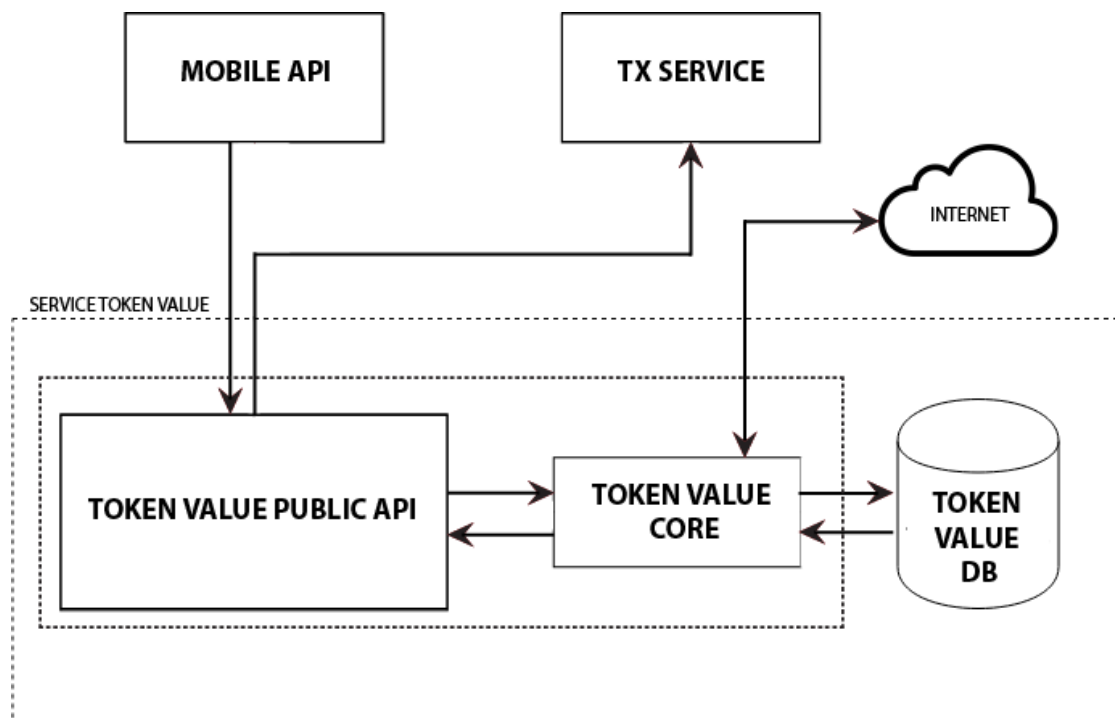 MOBILE API
TX SERVICE
INTERNET
SERVICE TOKEN VALUE
TOKEN VALUE PUBLIC API
TOKEN VALUE
CORE
TOKEN
VALUE
DB